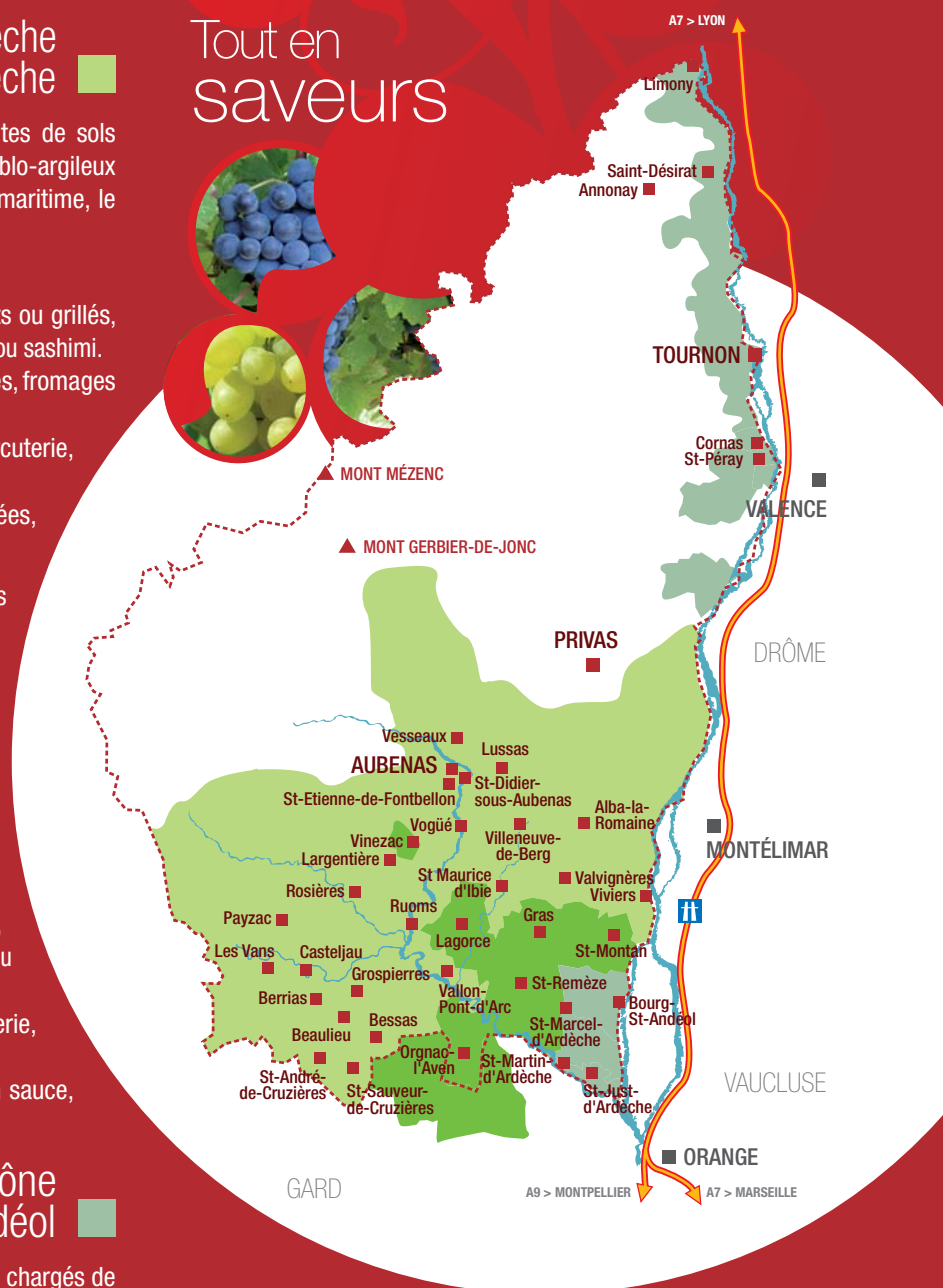 èche
èche
tes de sols
blo-argileux
maritime, le
ts ou grillés,
ou sashimi.
es, fromages
cuterie,
ées,
s
u
erie,
sauce,
ône
déol
chargés de
Tout en
saveurs
A7 > LYON
Limony
Saint-Désirat
Annonay
TOURNON
Cornas
St-Péray
VALENCE
MONT MÉZENC
MONT GERBIER-DE-JONC
PRIVAS
DRÔME
Vesseaux
Lussas
AUBENAS
St-Didier-
sous-Aubenas
St-Etienne-de-Fontbellon
Alba-la-
Romaine
Vogüé
Villeneuve-
de-Berg
Vinezac
Largentière
MONTÉLIMAR
St Maurice
d'Ibie
Valvignères
Viviers
Rosières
Ruoms
Gras
Payzac
Lagorce
St-Montan
Les Vans
Casteljau
Grospierres
Vallon-
Pont-d'Arc
St-Remèze
Berrias
Bourg-
St-Andéol
Beaulieu
Bessas
St-Marcel-
d'Ardèche
Orgnac-
l'Aven
St-Martin-
d'Ardèche
St-André-
de-Cruzières
St-Sauveur-
de-Cruzières
St-Just-
d'Ardèche
VAUCLUSE
ORANGE
GARD
A9 > MONTPELLIER
A7 > MARSEILLE